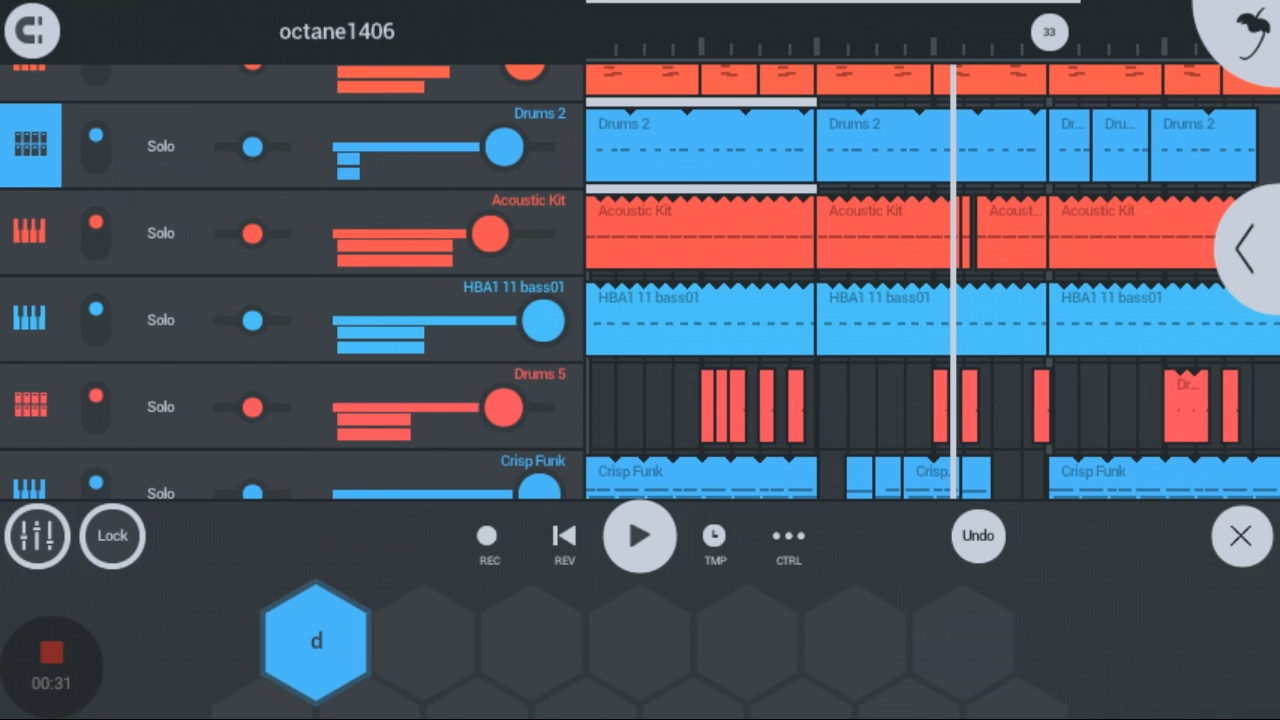 octane1406
33
Drums 2
Solo
Drums 2
Drums 2
Dr...
Dru...
Drums 2
Acoustic Kit
Solo
Acoustic Kit
Acoustic Kit
Acoust...
Acoustic Kit
HBA1 11 bass01
Solo
HBA1 11 bass01
HBA1 11 bass01
HBA1 11 bass01
Drums 5
Solo
Dr...
Crisp Funk
Solo
Crisp Funk
Crisp...
Crisp Funk
Lock
REC
REV
TMP
CTRL
Undo
d
00:31